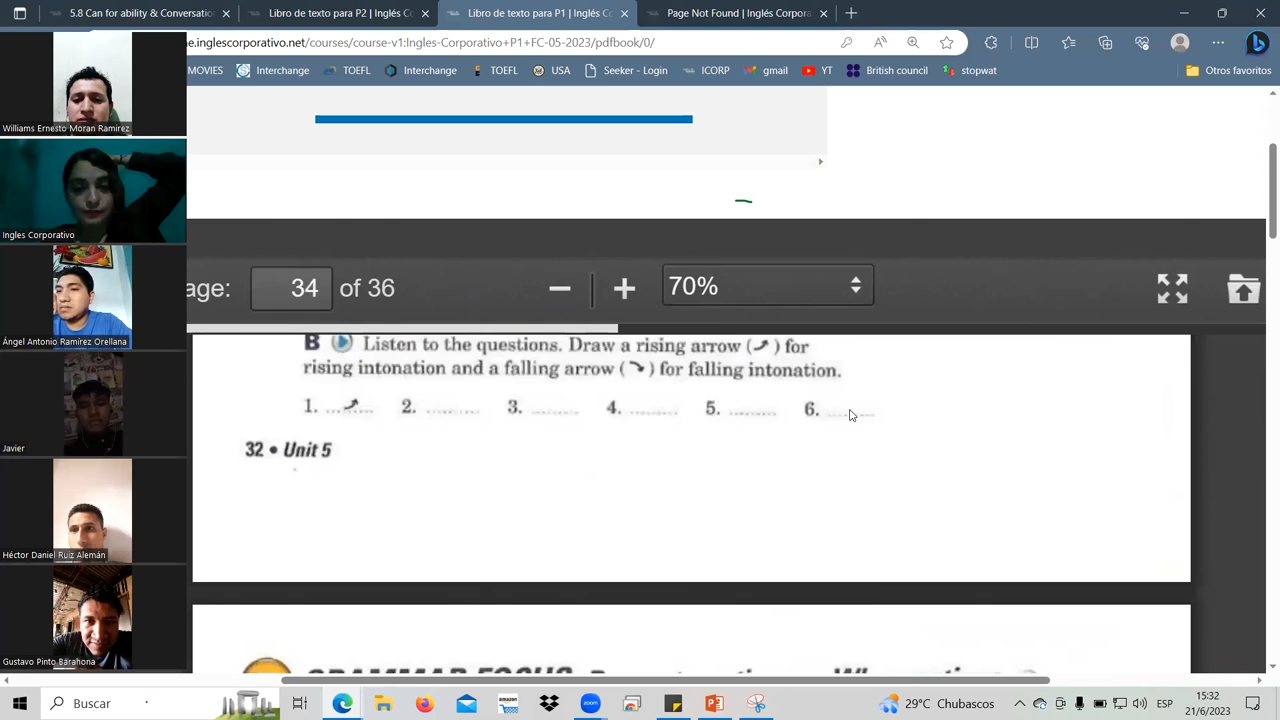 5.8 Can for ability & Conversation
Libro de texto para P2 | Inglés Co
Libro de texto para P1 | Inglés C
Page Not Found | Inglés Corpora
e.inglescorporativo.net/courses/course-v1:Ingles-Corporativo+P1+FC-05-2023/pdfbook/0/
MOVIES
Interchange
TOEFL
Interchange
TOEFL
USA
Seeker - Login
ICORP
gmail
YT
British council
stopwat
Otros favoritos
Williams Ernesto Moran Ramirez
Ingles Corporativo
Ángel Antonio Ramírez Orellana
Javier
Héctor Daniel Ruiz Alemán
Gustavo Pinto Barahona
age: 34 of 36
70%
B Listen to the questions. Draw a rising arrow ( ) for
rising intonation and a falling arrow ( ) for falling intonation.
1. 2. 3. 4. 5. 6.
32 • Unit 5
GRAMMAR FOCUS
Buscar
29°C Chubascos
ESP
15:32
21/6/2023